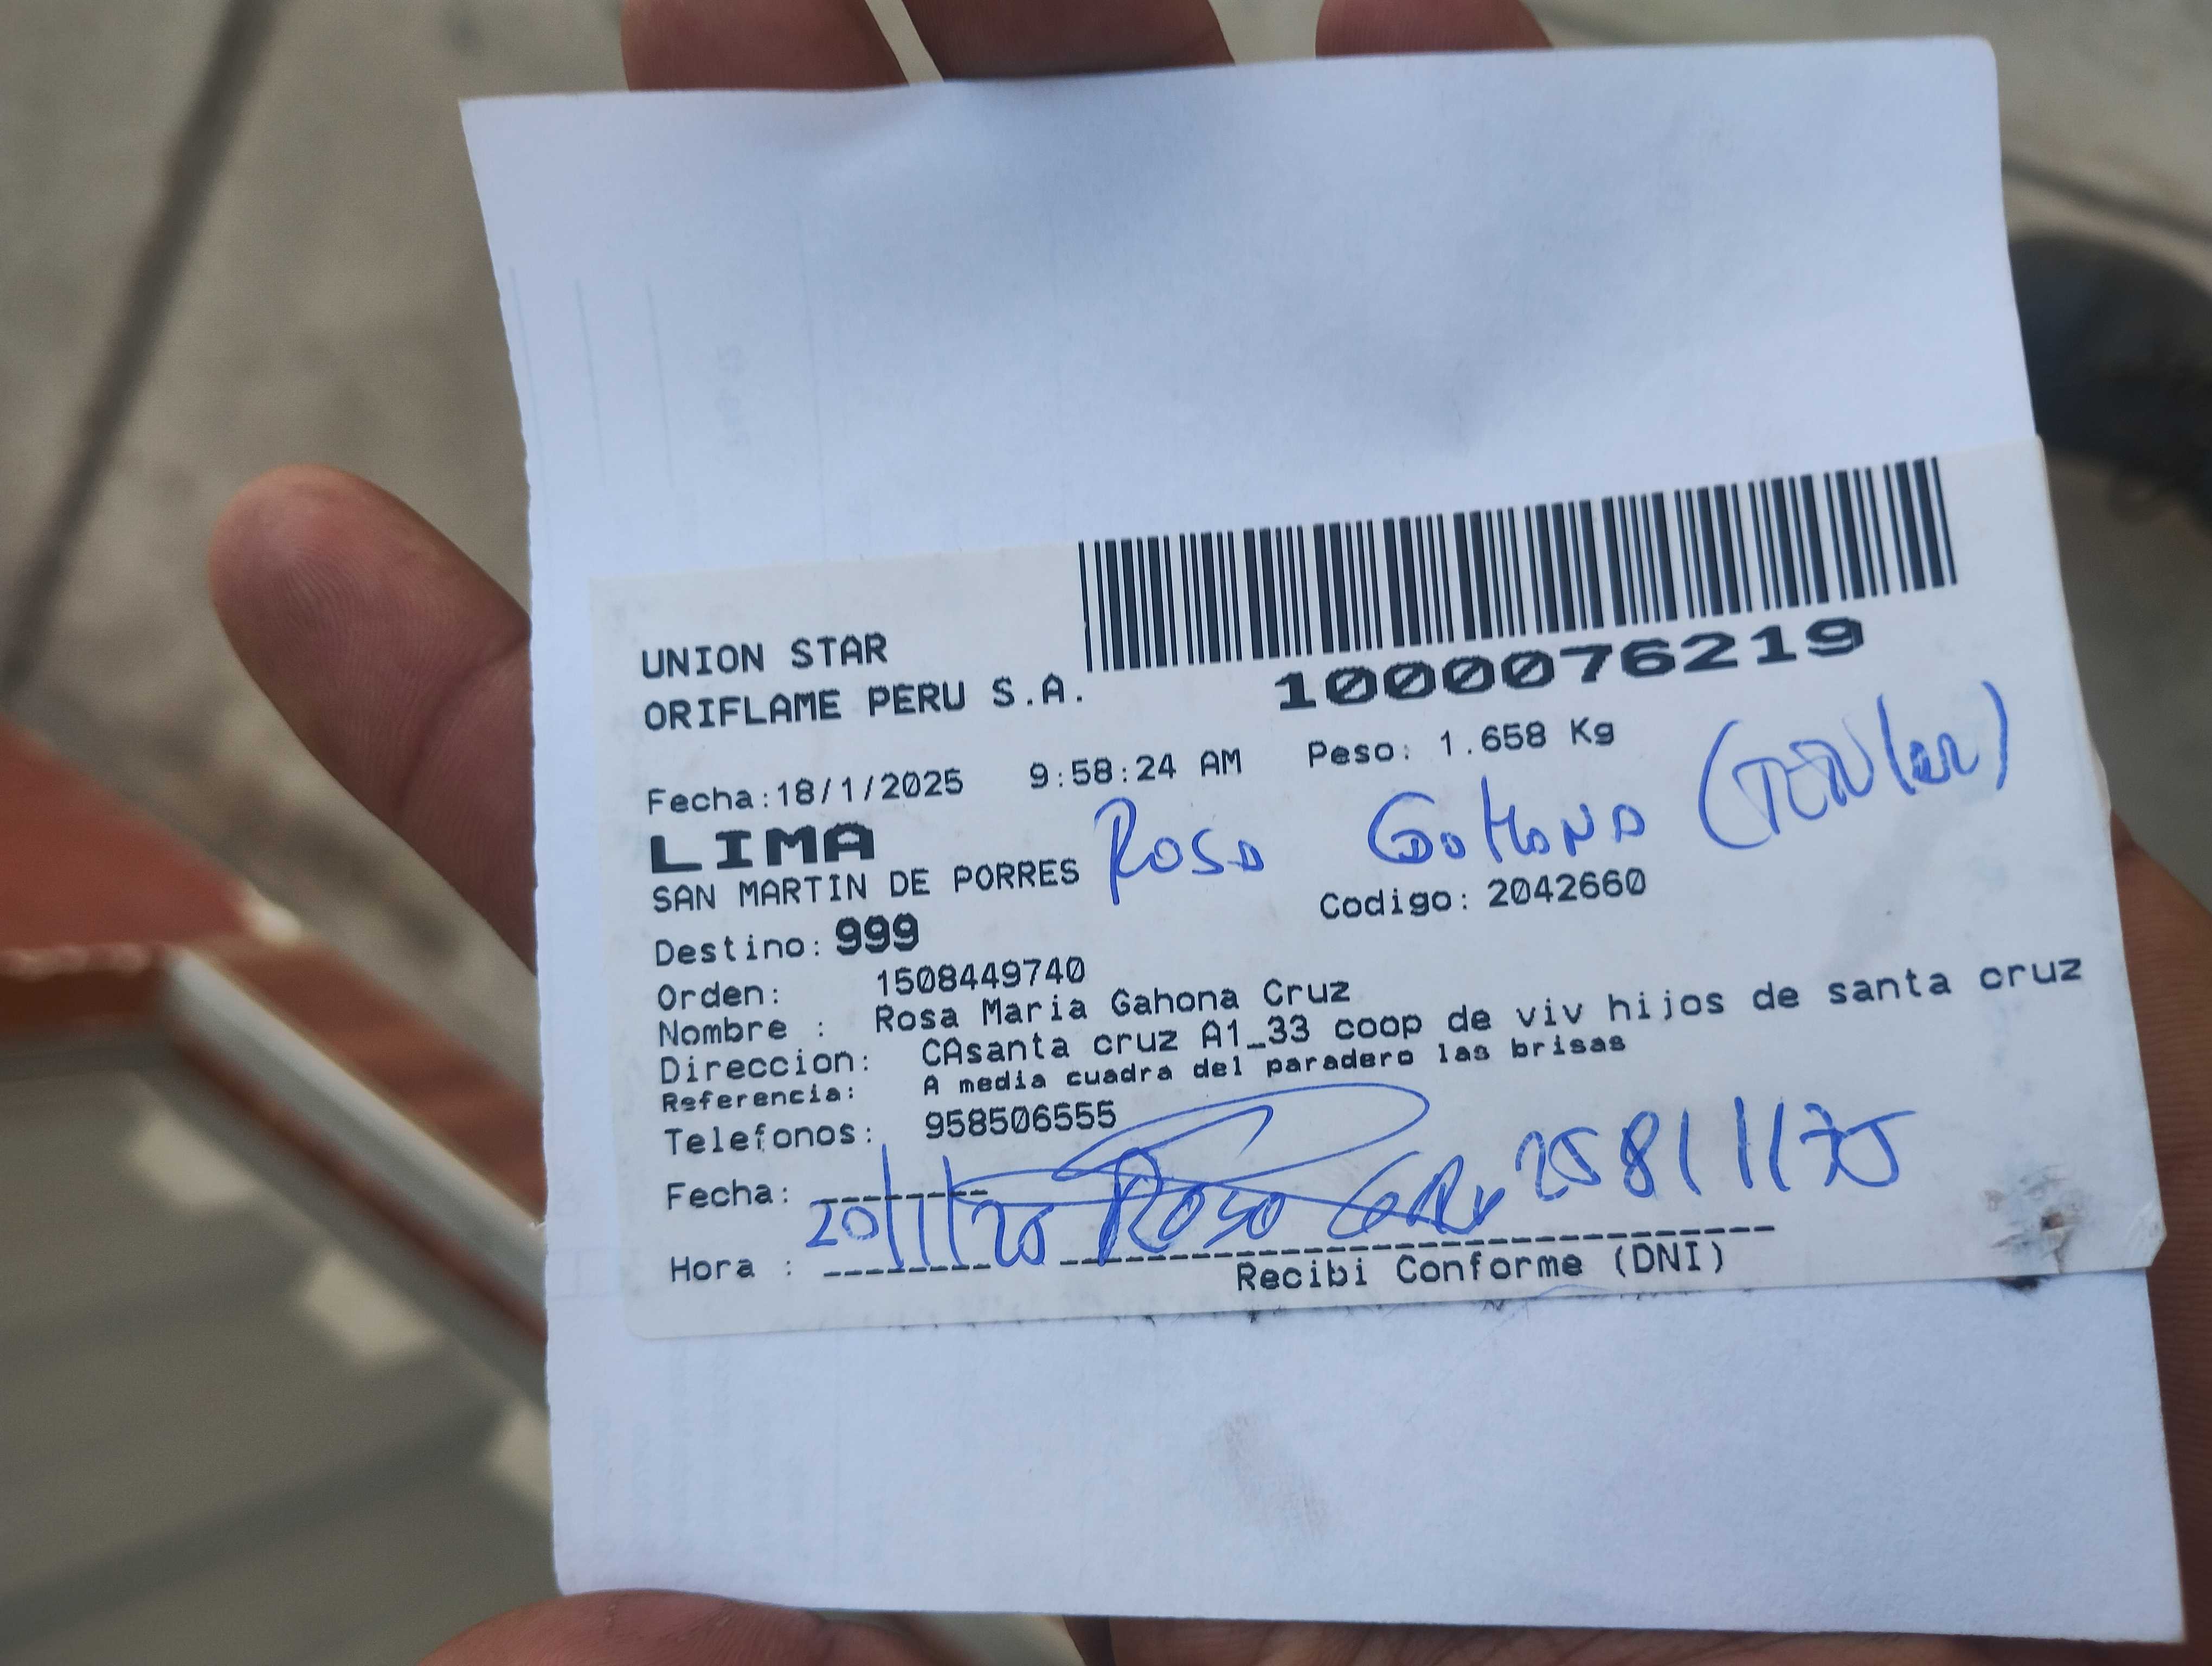 UNION STAR
ORIFLAME PERU S.A.
1000076219
Fecha:18/1/2025 9:58:24 AM Peso: 1.658 Kg
LIMA
SAN MARTIN DE PORRES Rosa Gahona
Codigo: 2042660
Destino: 999
Orden: 1508449740
Nombre : Rosa Maria Gahona Cruz
Direccion: CAsanta cruz A1_33 coop de viv hijos de santa cruz
Referencia: A media cuadra del paradero las brisas
Telefonos: 958506555
Fecha: 20/1/25 Rosa
Hora :
Recibi Conforme (DNI)